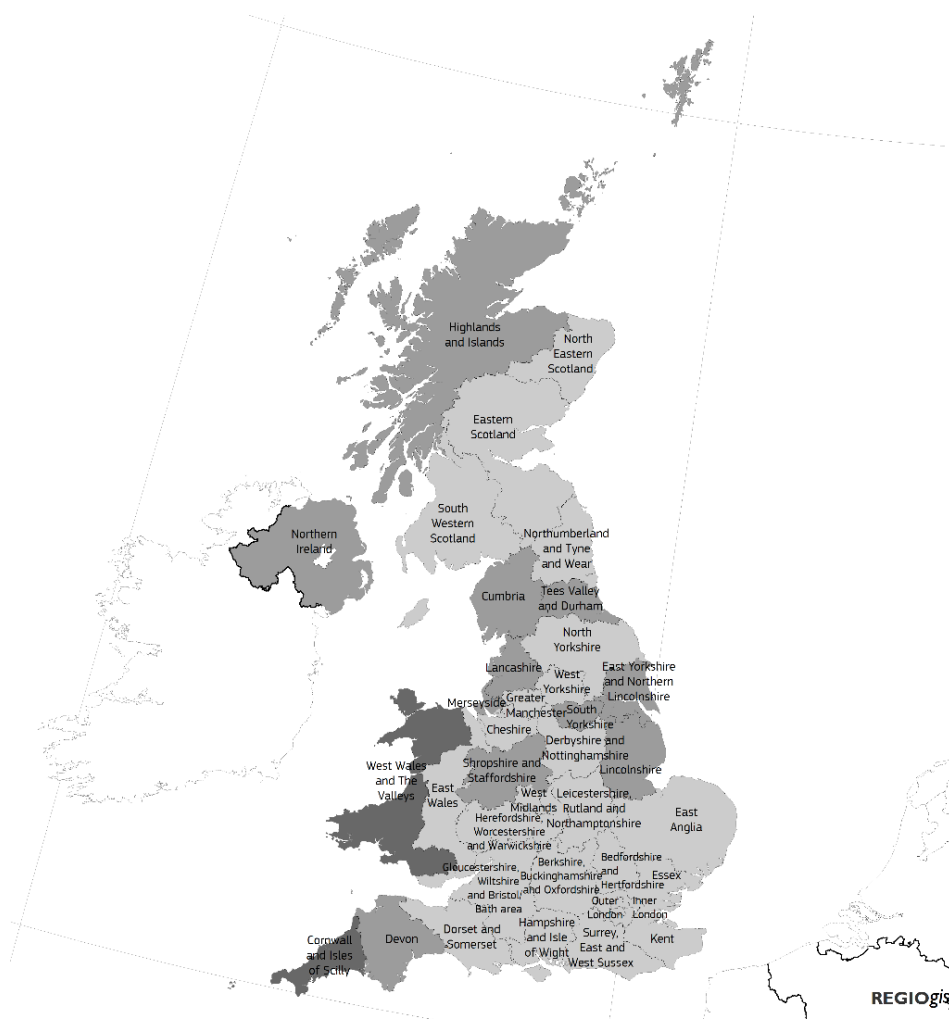 Highlands
and Islands
North
Eastern
Scotland
Eastern
Scotland
South
Western
Scotland
Northern
Ireland
Northumberland
and Tyne
and Wear
Cumbria
Tees Valley
and Durham
North
Yorkshire
Lancashire
West
Yorkshire
East Yorkshire
and Northern
Lincolnshire
Merseyside
Greater
Manchester
South
Yorkshire
Cheshire
Derbyshire and
Nottinghamshire
Lincolnshire
West Wales
and The
Valleys
East
Wales
Shropshire and
Staffordshire
West
Midlands
Leicestershire,
Rutland and
Northamptonshire
East
Anglia
Herefordshire,
Worcestershire
and Warwickshire
Gloucestershire,
Wiltshire
and Bristol/
Bath area
Berkshire,
Buckinghamshire
and Oxfordshire
Bedfordshire
and
Hertfordshire
Essex
Outer
London
Inner
London
Cornwall
and Isles
of Scilly
Devon
Dorset and
Somerset
Hampshire
and Isle
of Wight
Surrey,
East and
West Sussex
Kent
REGIOgis